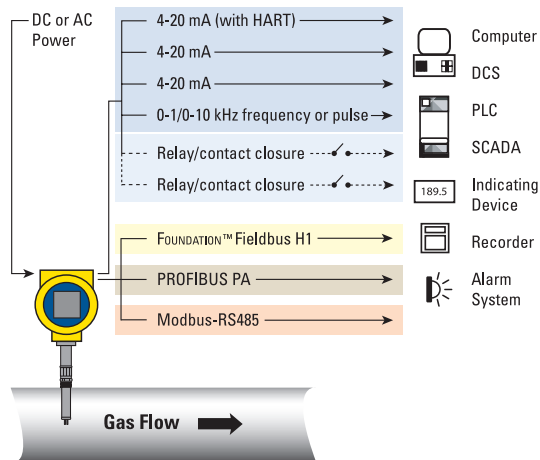 DC or AC
Power
4-20 mA (with HART)
4-20 mA
4-20 mA
0-1/0-10 kHz frequency or pulse
Relay/contact closure
Relay/contact closure
FOUNDATION™ Fieldbus H1
PROFIBUS PA
Modbus-RS485
Computer
DCS
PLC
SCADA
189.5
Indicating
Device
Recorder
Alarm
System
Gas Flow